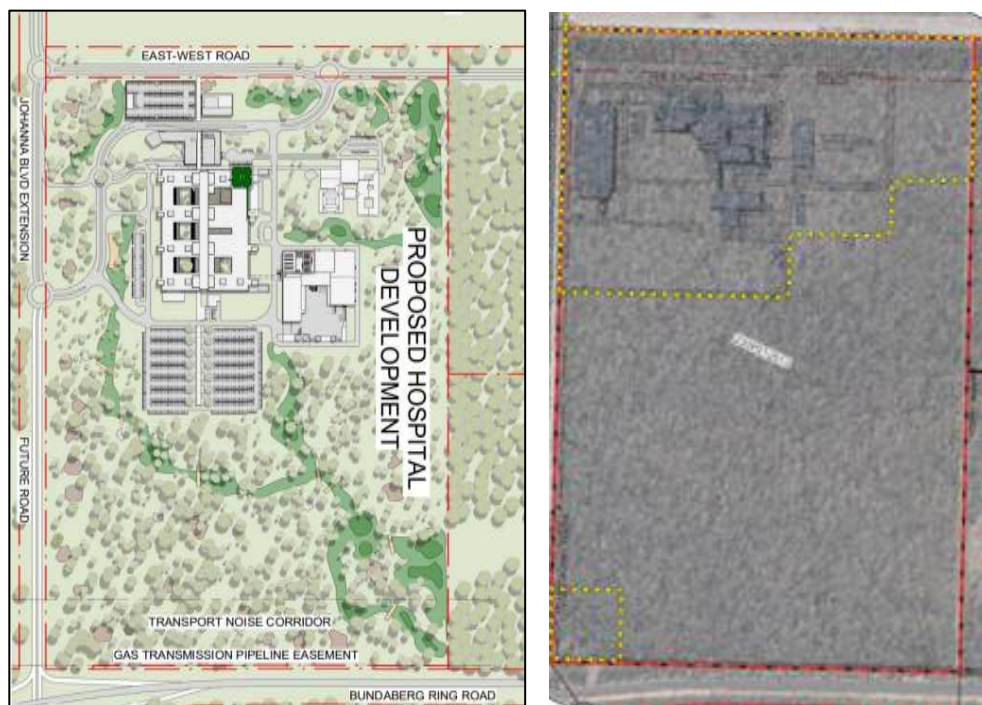 EAST-WEST ROAD
JOHANNA BLVD EXTENSION
PROPOSED HOSPITAL
DEVELOPMENT
FUTURE ROAD
TRANSPORT NOISE CORRIDOR
GAS TRANSMISSION PIPELINE EASEMENT
BUNDABERG RING ROAD